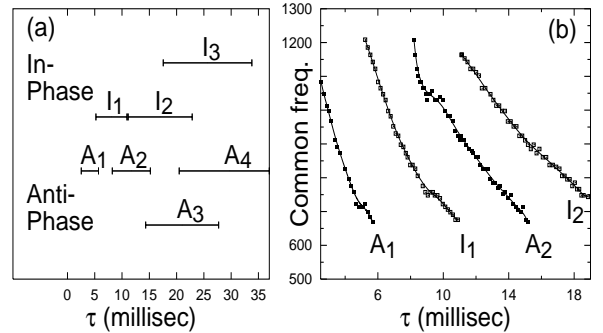 (a)
In-
Phase
I3
I1 I2
A1 A2 A4
Anti-
Phase
A3
0 5 10 15 20 25 30 35
τ (millisec)
(b)
Common freq.
1300
1200
600
500
A1 I1 A2 I2
6 10 14 18
τ (millisec)